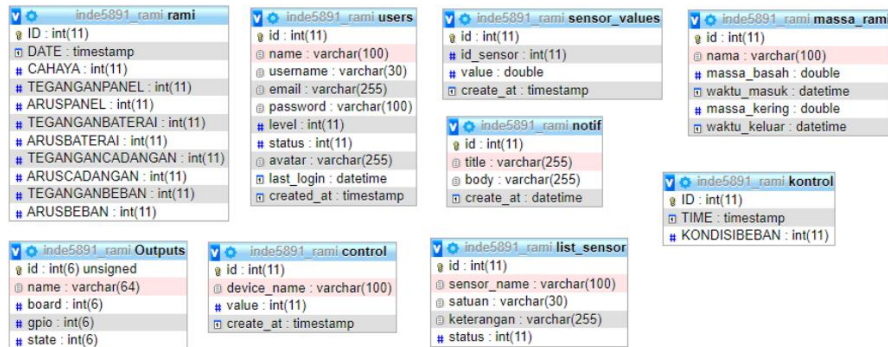 inde5891_rami rami
ID : int(11)
DATE : timestamp
CAHAYA : int(11)
TEGANGANPANEL : int(11)
ARUSPANEL : int(11)
TEGANGANBATERAI : int(11)
ARUSBATERAI : int(11)
TEGANGANCADANGAN : int(11)
ARUSCADANGAN : int(11)
TEGANGANBEBAN : int(11)
ARUSBEBAN : int(11)
inde5891_rami users
id : int(11)
name : varchar(100)
username : varchar(30)
email : varchar(255)
password : varchar(100)
level : int(11)
status : int(11)
avatar : varchar(255)
last_login : datetime
created_at : timestamp
inde5891_rami sensor_values
id : int(11)
id_sensor : int(11)
value : double
create_at : timestamp
inde5891_rami massa_rami
id : int(11)
nama : varchar(100)
massa_basah : double
waktu_masuk : datetime
massa_kering : double
waktu_keluar : datetime
inde5891_rami notif
id : int(11)
title : varchar(255)
body : varchar(255)
create_at : datetime
inde5891_rami kontrol
ID : int(11)
TIME : timestamp
KONDISIBEBAN : int(11)
inde5891_rami Outputs
id : int(6) unsigned
name : varchar(64)
board : int(6)
gpio : int(6)
state : int(6)
inde5891_rami control
id : int(11)
device_name : varchar(100)
value : int(11)
create_at : timestamp
inde5891_rami list_sensor
id : int(11)
sensor_name : varchar(100)
satuan : varchar(30)
keterangan : varchar(255)
status : int(11)